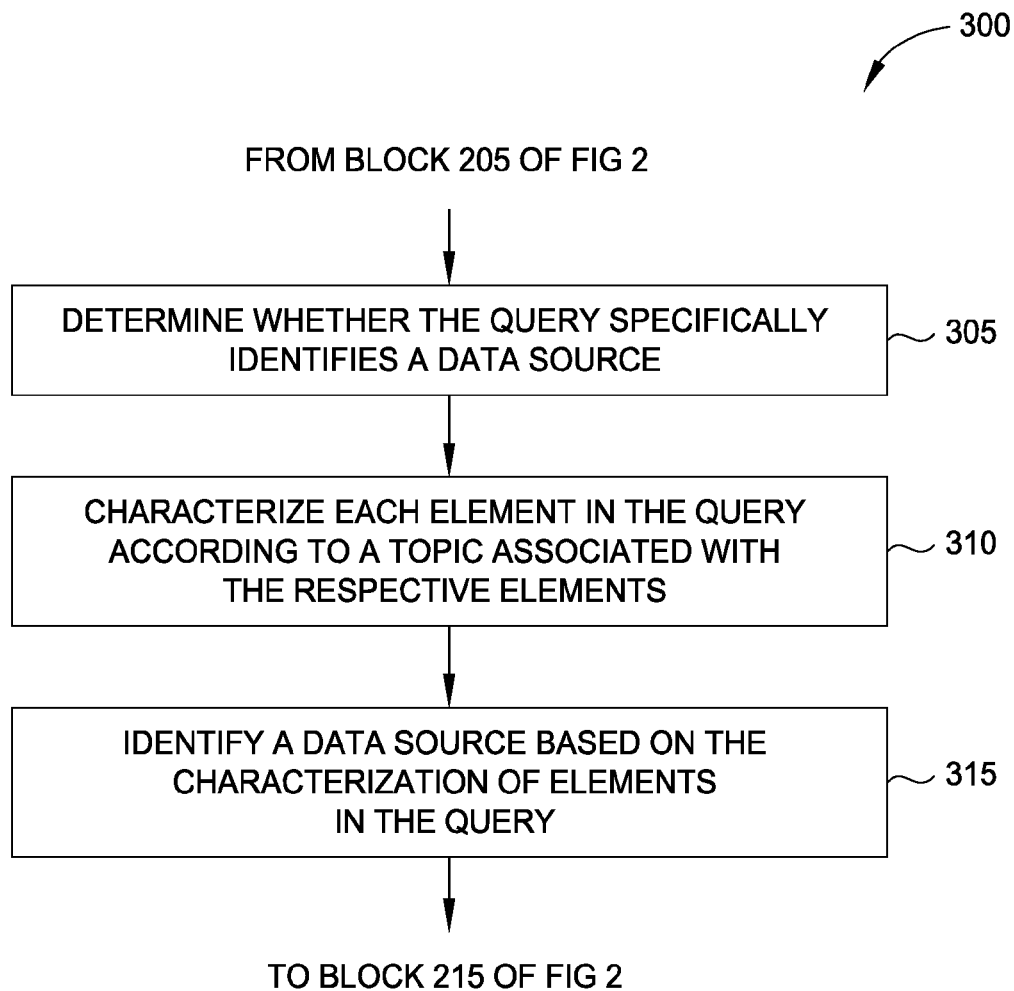 300
FROM BLOCK 205 OF FIG 2
DETERMINE WHETHER THE QUERY SPECIFICALLY
IDENTIFIES A DATA SOURCE
305
CHARACTERIZE EACH ELEMENT IN THE QUERY
ACCORDING TO A TOPIC ASSOCIATED WITH
THE RESPECTIVE ELEMENTS
310
IDENTIFY A DATA SOURCE BASED ON THE
CHARACTERIZATION OF ELEMENTS
IN THE QUERY
315
TO BLOCK 215 OF FIG 2